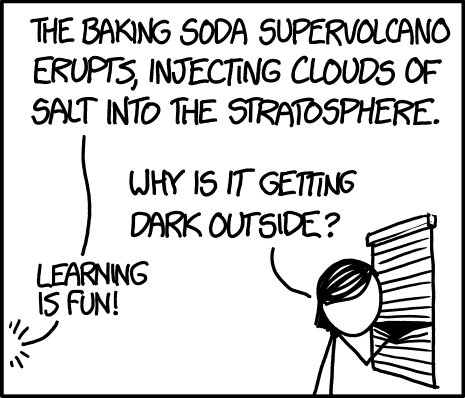 THE BAKING SODA SUPERVOLCANO
ERUPTS, INJECTING CLOUDS OF
SALT INTO THE STRATOSPHERE.
WHY IS IT GETTING
DARK OUTSIDE?
LEARNING
IS FUN!